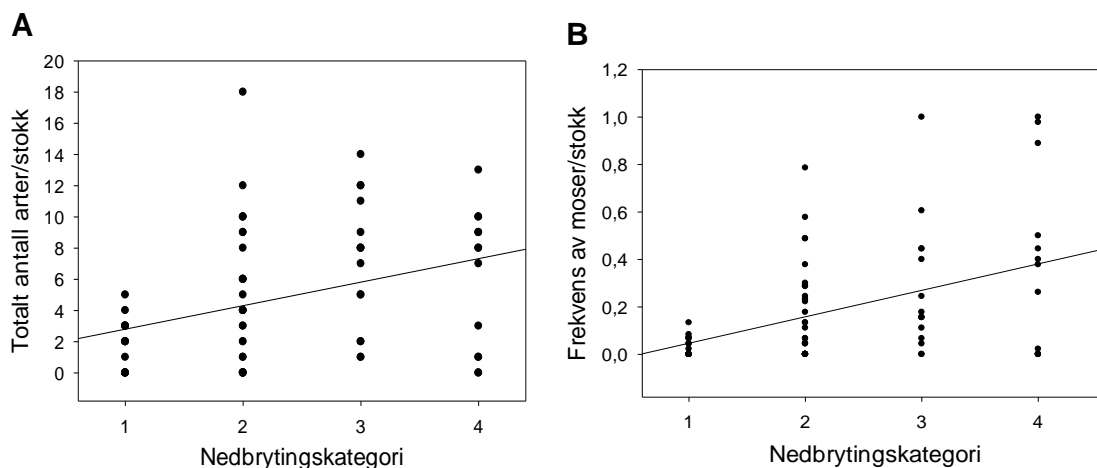 A
Totalt antall arter/stokk
20
18
16
14
12
10
8
6
4
2
0
1 2 3 4
Nedbrytingskategori
B
Frekvens av moser/stokk
1,2
1,0
0,8
0,6
0,4
0,2
0,0
1 2 3 4
Nedbrytingskategori